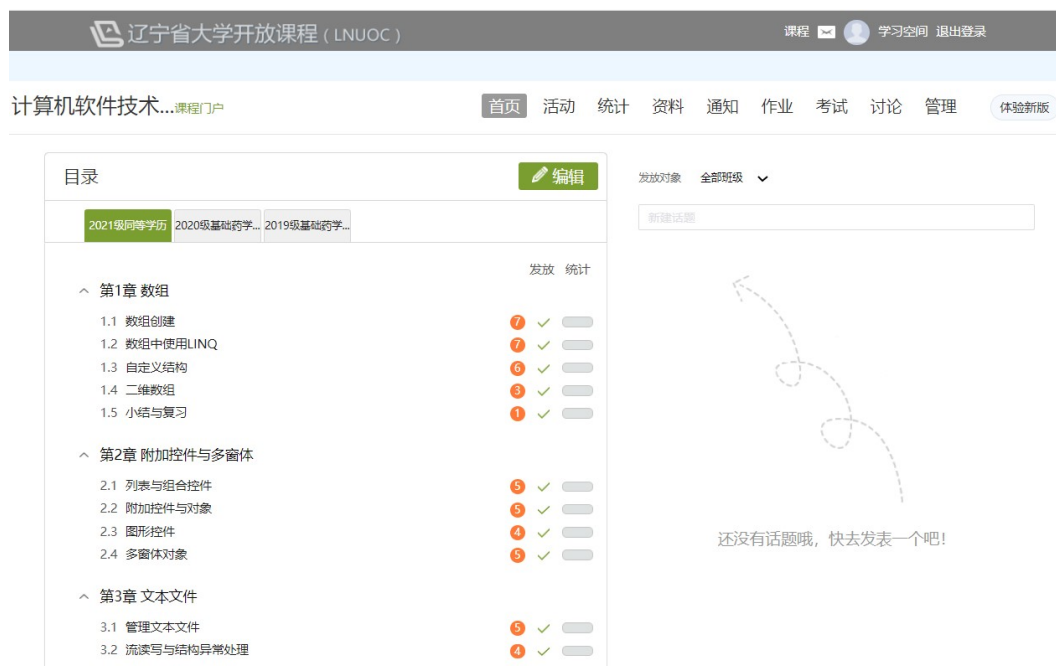 辽宁省大学开放课程 ( LNUOC ) 课程 学习空间 退出登录
计算机软件技术...课程门户 首页 活动 统计 资料 通知 作业 考试 讨论 管理 体验新版
目录 编辑
发放对象 全部班级
2021级同等学历 2020级基础药学... 2019级基础药学...
新建话题
发放 统计
第1章 数组
1.1 数组创建 7
1.2 数组中使用LINQ 7
1.3 自定义结构 6
1.4 二维数组 3
1.5 小结与复习 1
第2章 附加控件与多窗体
2.1 列表与组合控件 5
2.2 附加控件与对象 5
2.3 图形控件 4
2.4 多窗体对象 5
还没有话题哦，快去发表一个吧！
第3章 文本文件
3.1 管理文本文件 5
3.2 流读写与结构异常处理 4